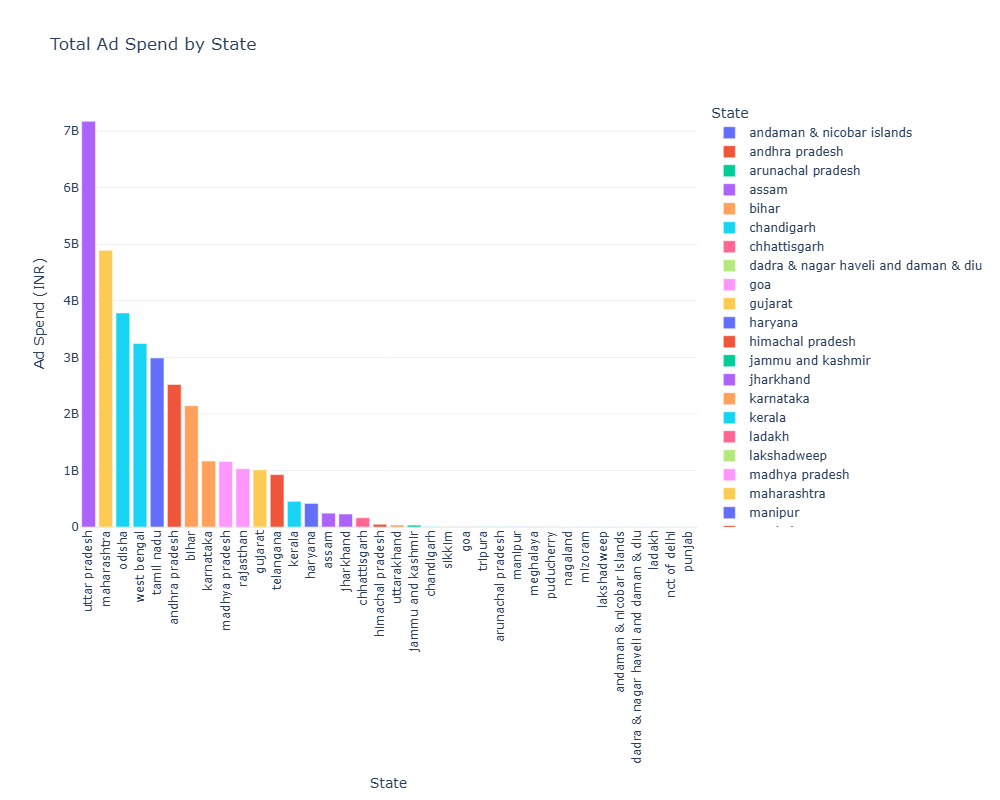 Total Ad Spend by State
Ad Spend (INR)
7B
6B
5B
4B
3B
2B
1B
0
uttar pradesh
maharashtra
odisha
west bengal
tamil nadu
andhra pradesh
bihar
karnataka
madhya pradesh
rajasthan
gujarat
telangana
kerala
haryana
assam
jharkhand
chhattisgarh
himachal pradesh
uttarakhand
jammu and kashmir
chandigarh
sikkim
goa
tripura
arunachal pradesh
manipur
meghalaya
puducherry
nagaland
mizoram
lakshadweep
andaman & nicobar islands
dadra & nagar haveli and daman & diu
ladakh
nct of delhi
punjab
State
State
andaman & nicobar islands
andhra pradesh
arunachal pradesh
assam
bihar
chandigarh
chhattisgarh
dadra & nagar haveli and daman & diu
goa
gujarat
haryana
himachal pradesh
jammu and kashmir
jharkhand
karnataka
kerala
ladakh
lakshadweep
madhya pradesh
maharashtra
manipur